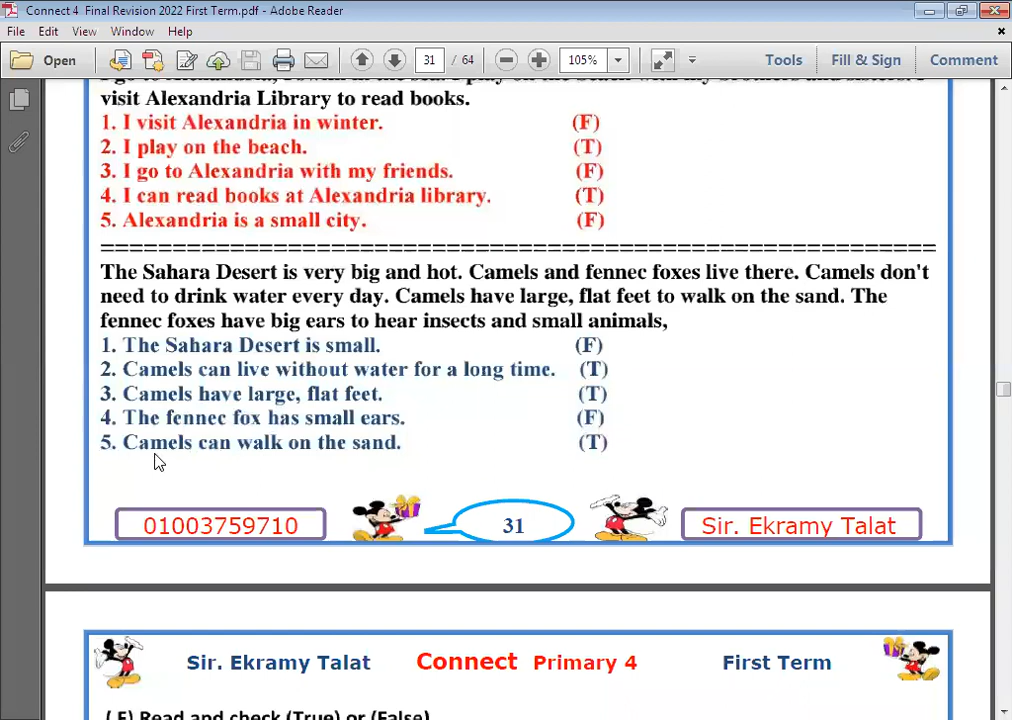 Connect 4 Final Revision 2022 First Term.pdf - Adobe Reader
File Edit View Window Help
Open 31 / 64 105% Tools Fill & Sign Comment
visit Alexandria Library to read books.
1. I visit Alexandria in winter. (F)
2. I play on the beach. (T)
3. I go to Alexandria with my friends. (F)
4. I can read books at Alexandria library. (T)
5. Alexandria is a small city. (F)
==========================================================
The Sahara Desert is very big and hot. Camels and fennec foxes live there. Camels don't
need to drink water every day. Camels have large, flat feet to walk on the sand. The
fennec foxes have big ears to hear insects and small animals,
1. The Sahara Desert is small. (F)
2. Camels can live without water for a long time. (T)
3. Camels have large, flat feet. (T)
4. The fennec fox has small ears. (F)
5. Camels can walk on the sand. (T)
01003759710 31 Sir. Ekramy Talat
Sir. Ekramy Talat Connect Primary 4 First Term
( F) Read and check (True) or (False)